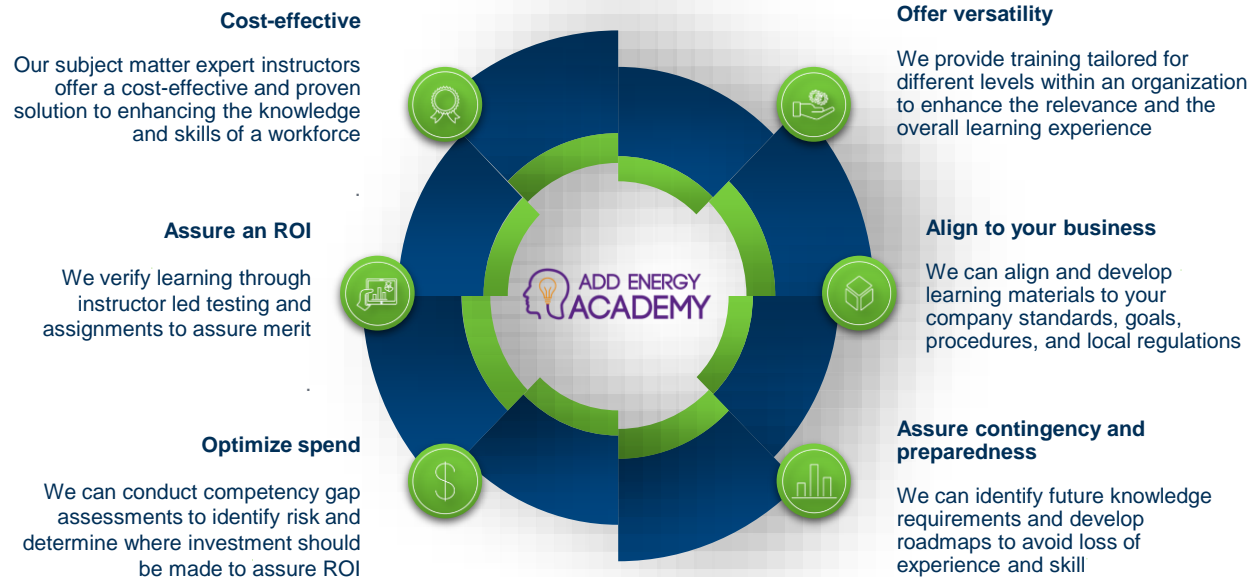 Cost-effective
Our subject matter expert instructors
offer a cost-effective and proven
solution to enhancing the knowledge
and skills of a workforce
.
Assure an ROI
We verify learning through
instructor led testing and
assignments to assure merit
.
Optimize spend
We can conduct competency gap
assessments to identify risk and
determine where investment should
be made to assure ROI
ADD ENERGY
ACADEMY
$
Offer versatility
We provide training tailored for
different levels within an organization
to enhance the relevance and the
overall learning experience
Align to your business
We can align and develop
learning materials to your
company standards, goals,
procedures, and local regulations
Assure contingency and
preparedness
We can identify future knowledge
requirements and develop
roadmaps to avoid loss of
experience and skill